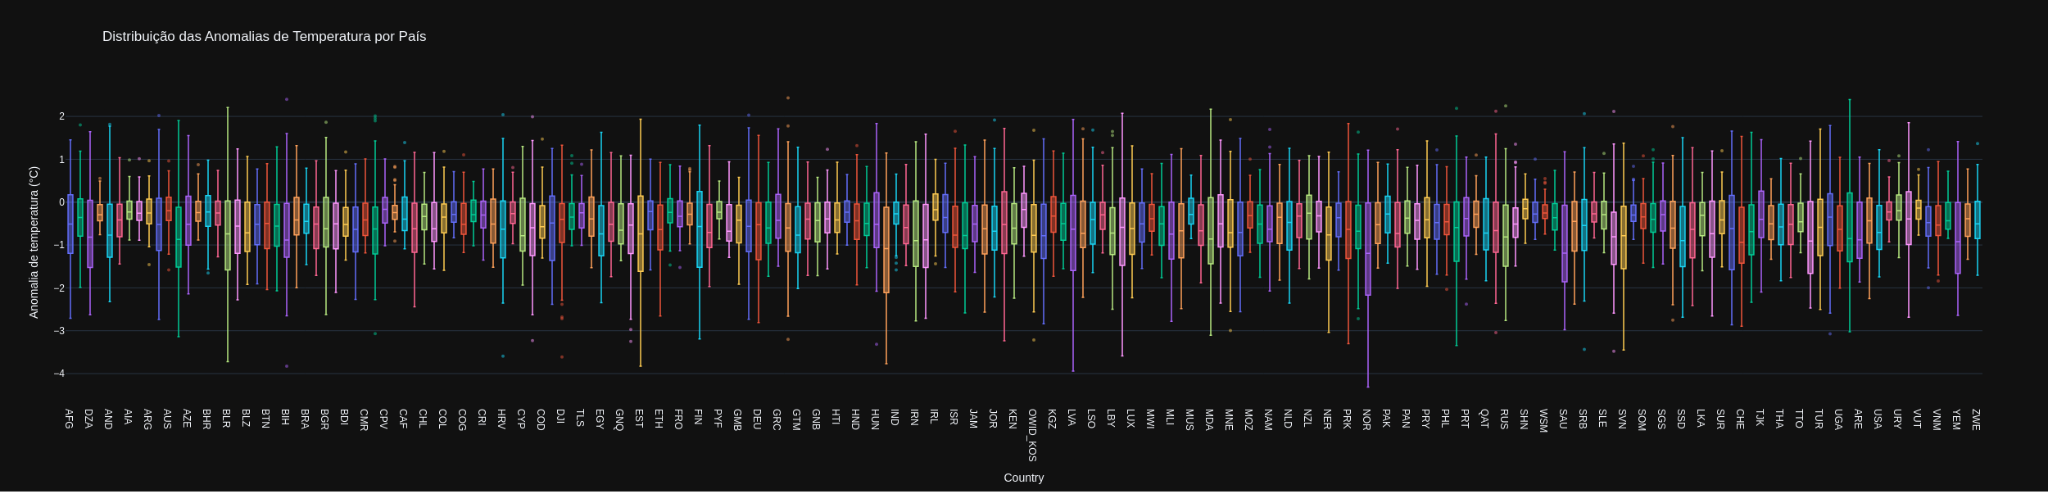 Distribuição das Anomalias de Temperatura por País
Anomalia de temperatura (°C)
2
1
0
−1
−2
−3
−4
AFG DZA AND AIA ARG AUS AZE BHR BLR BLZ BTN BIH BRA BGR BDI CMR CPV CAF CHL COL COG CRI HRV CYP COD DJI TLS EGY GNQ EST ETH FRO FIN PYF GMB DEU GRC GTM GNB HTI HND HUN IND IRN IRL ISR JAM JOR KEN OWID_KOS KGZ LVA LSO LBY LUX MWI MLI MUS MDA MNE MOZ NAM NLD NZL NER PRK NOR PAK PAN PRY PHL PRT QAT RUS SHN WSM SAU SRB SLE SVN SOM SGS SSD LKA SUR CHE TJK THA TTO TUR UGA ARE USA URY VUT VNM YEM ZWE
Country